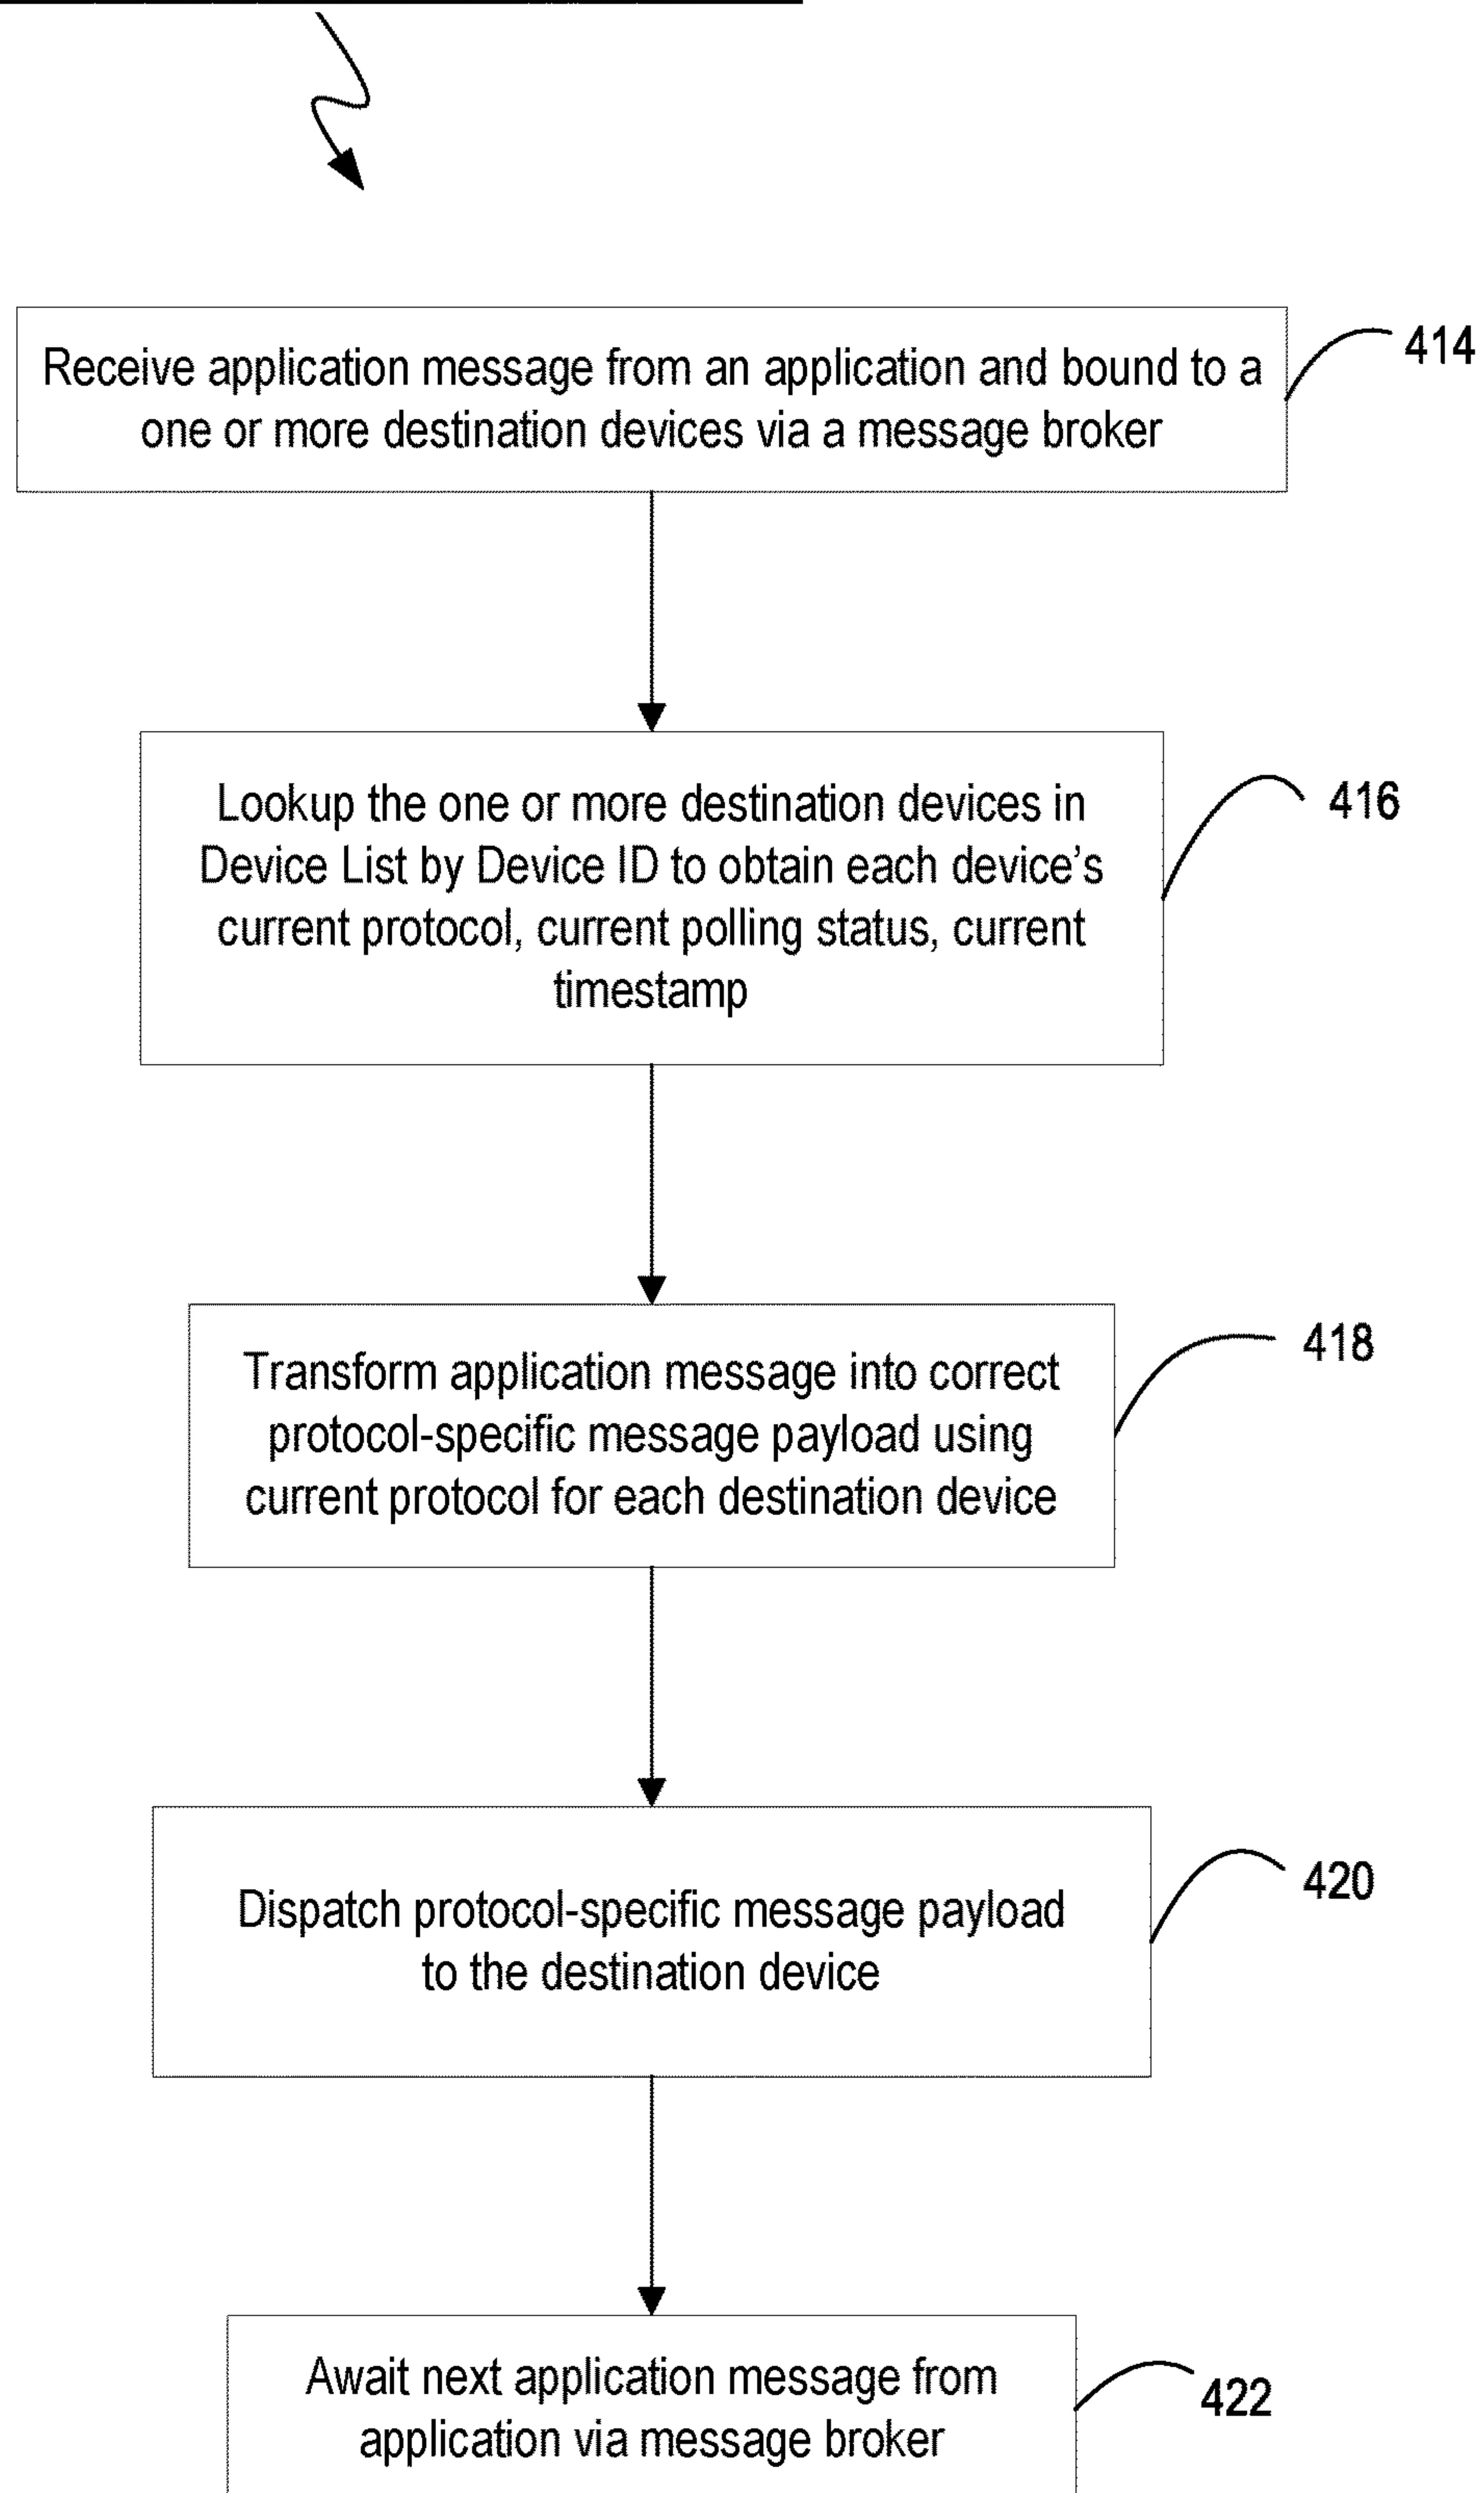 Receive application message from an application and bound to a
one or more destination devices via a message broker
414
Lookup the one or more destination devices in
Device List by Device ID to obtain each device's
current protocol, current polling status, current
timestamp
416
Transform application message into correct
protocol-specific message payload using
current protocol for each destination device
418
Dispatch protocol-specific message payload
to the destination device
420
Await next application message from
application via message broker
422